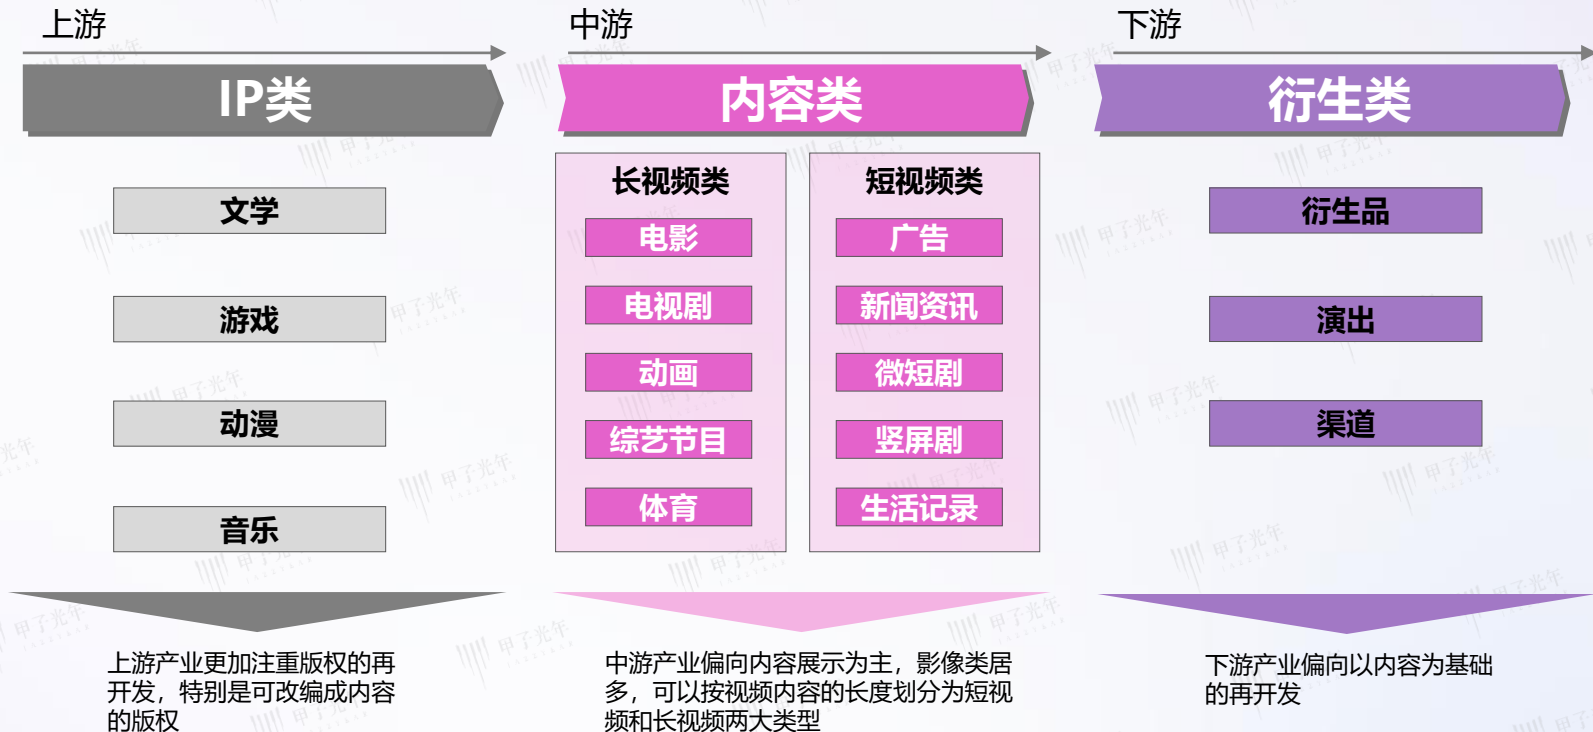 上游
中游
下游
IP类
内容类
衍生类
文学
游戏
动漫
音乐
长视频类
电影
电视剧
动画
综艺节目
体育
短视频类
广告
新闻资讯
微短剧
竖屏剧
生活记录
衍生品
演出
渠道
上游产业更加注重版权的再
开发，特别是可改编成内容
的版权
中游产业偏向内容展示为主，影像类居
多，可以按视频内容的长度划分为短视
频和长视频两大类型
下游产业偏向以内容为基础
的再开发
甲子光年